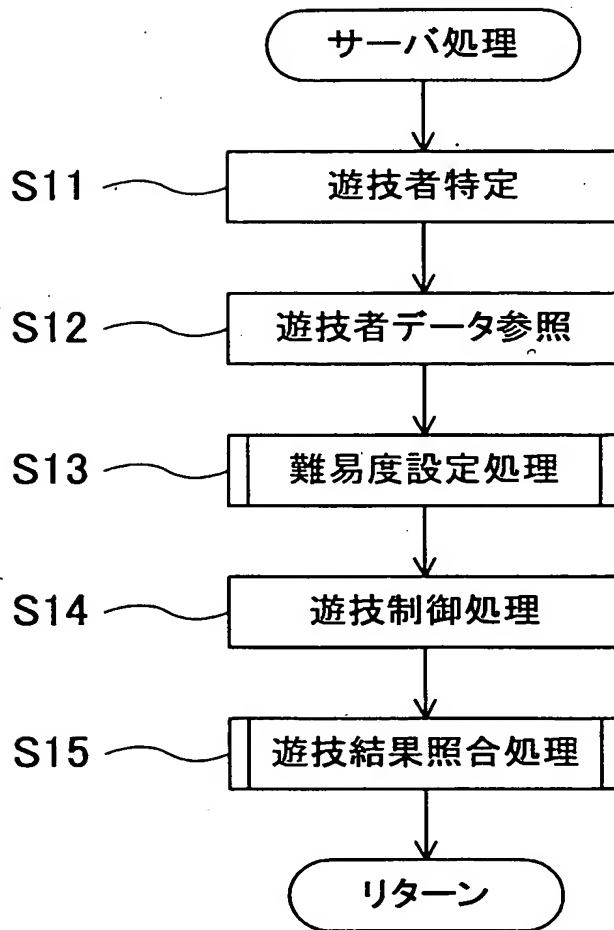 サーバ処理
S11 遊技者特定
S12 遊技者データ参照
S13 難易度設定処理
S14 遊技制御処理
S15 遊技結果照合処理
リターン